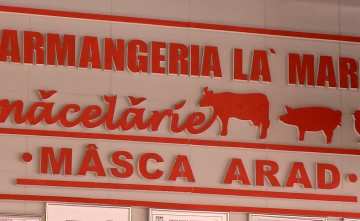 ARMANGERIA LA` MAR
măcelărie
• MÂSCA ARAD •